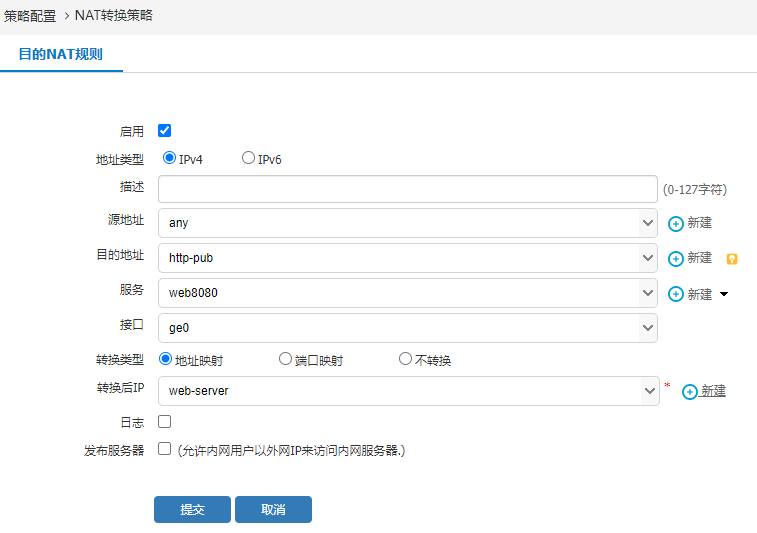 策略配置 > NAT转换策略
目的NAT规则
启用
地址类型 IPv4 IPv6
描述 (0-127字符)
源地址 any 新建
目的地址 http-pub 新建
服务 web8080 新建
接口 ge0
转换类型 地址映射 端口映射 不转换
转换后IP web-server * 新建
日志
发布服务器 (允许内网用户以外网IP来访问内网服务器.)
提交 取消